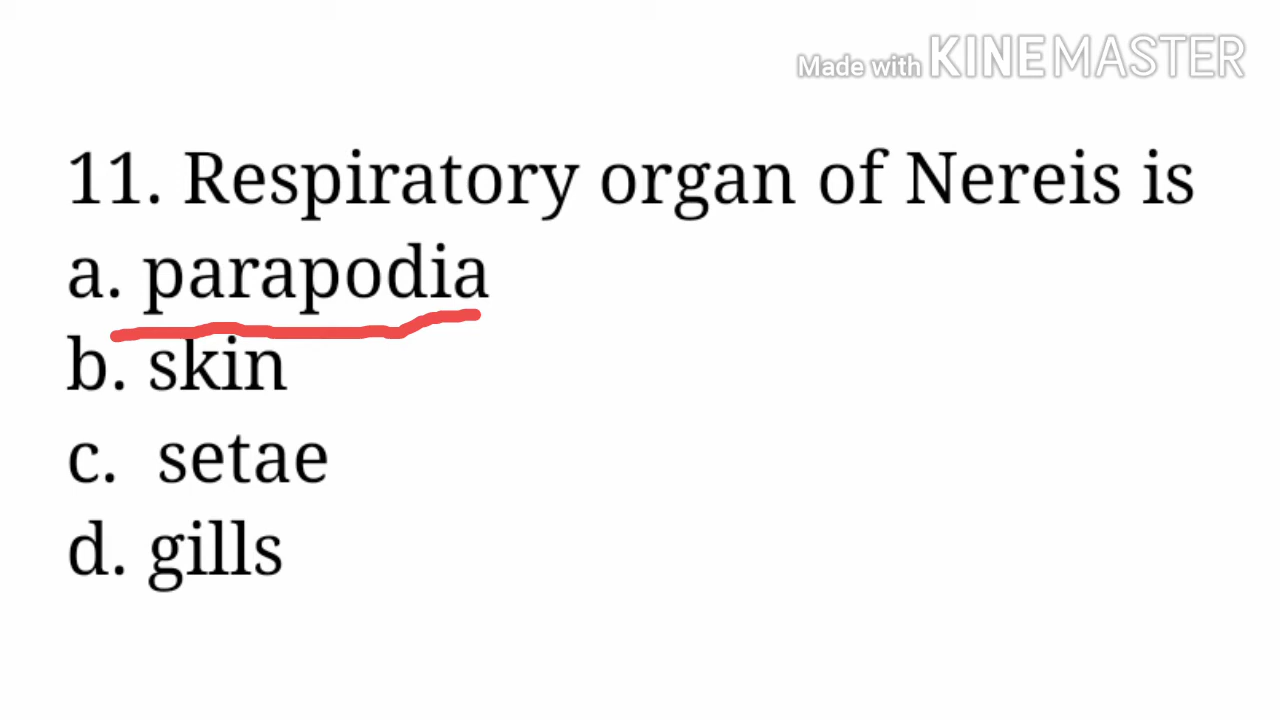 Made with KINEMASTER
11. Respiratory organ of Nereis is
a. parapodia
b. skin
c. setae
d. gills